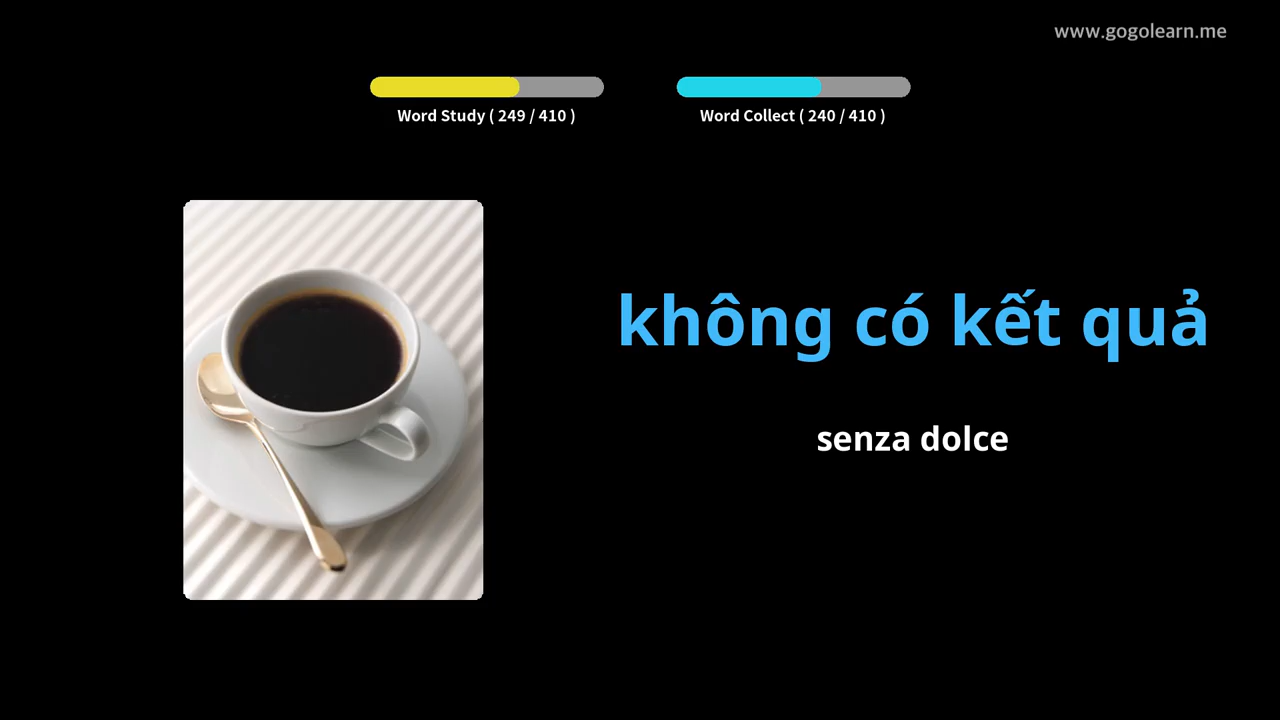 www.gogolearn.me
Word Study ( 249 / 410 )
Word Collect ( 240 / 410 )
không có kết quả
senza dolce